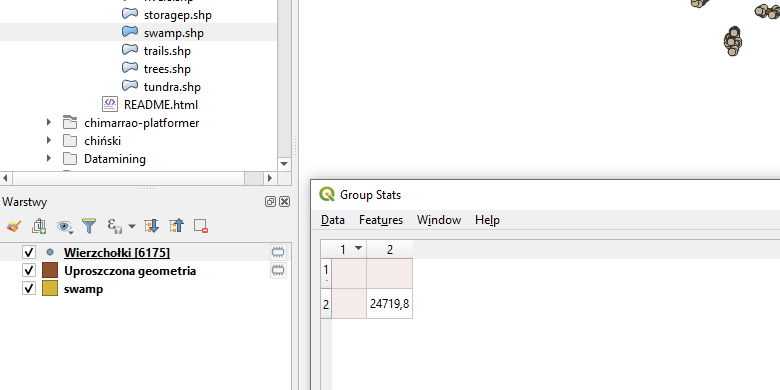 storagep.shp
swamp.shp
trails.shp
trees.shp
tundra.shp
README.html
chimarrao-platformer
chiński
Datamining
Warstwy
Wierzchołki [6175]
Uproszczona geometria
swamp
Group Stats
Data Features Window Help
1 2
1
2 24719,8